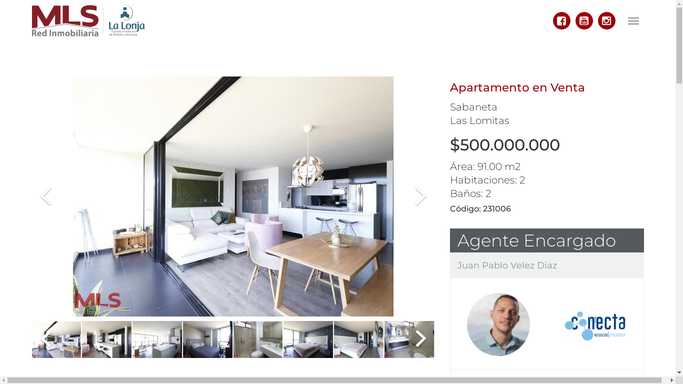 MLS
Red Inmobiliaria
La Lonja
Apartamento en Venta
Sabaneta
Las Lomitas
$500.000.000
Área: 91.00 m2
Habitaciones: 2
Baños: 2
Código: 231006
Agente Encargado
Juan Pablo Velez Diaz
MLS
conecta